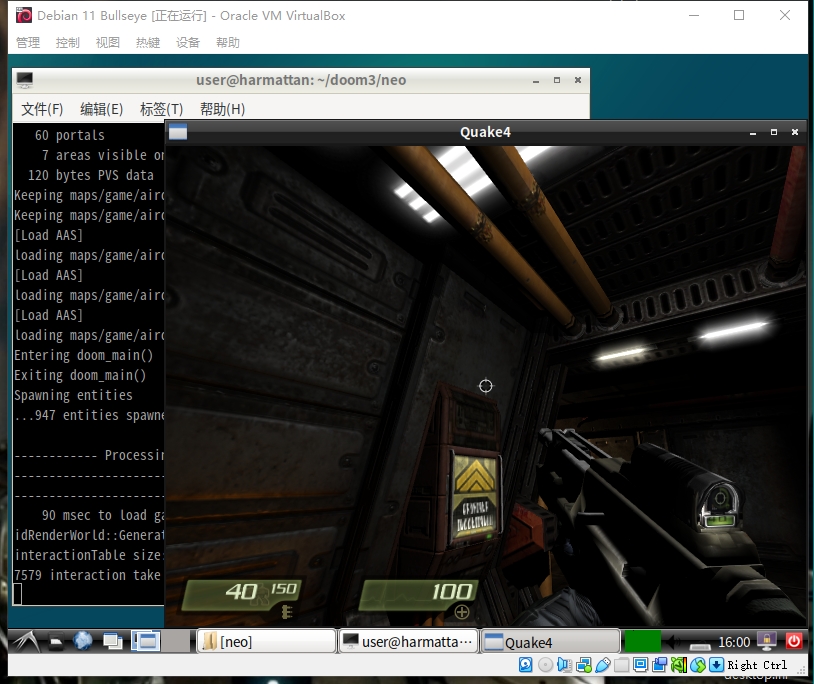 Debian 11 Bullseye [正在运行] - Oracle VM VirtualBox
管理 控制 视图 热键 设备 帮助
user@harmattan: ~/doom3/neo
文件(F) 编辑(E) 标签(T) 帮助(H)
Quake4
60 portals
7 areas visible on
120 bytes PVS data
Keeping maps/game/aird
Keeping maps/game/aird
[Load AAS]
loading maps/game/aird
[Load AAS]
loading maps/game/aird
[Load AAS]
loading maps/game/aird
Entering doom_main()
Exiting doom_main()
Spawning entities
...947 entities spawne
------------ Processin
----------------------
----------------------
90 msec to load ga
idRenderWorld::Generat
interactionTable size:
7579 interaction take
40 150
100
[neo] user@harmatta… Quake4 16:00
Right Ctrl